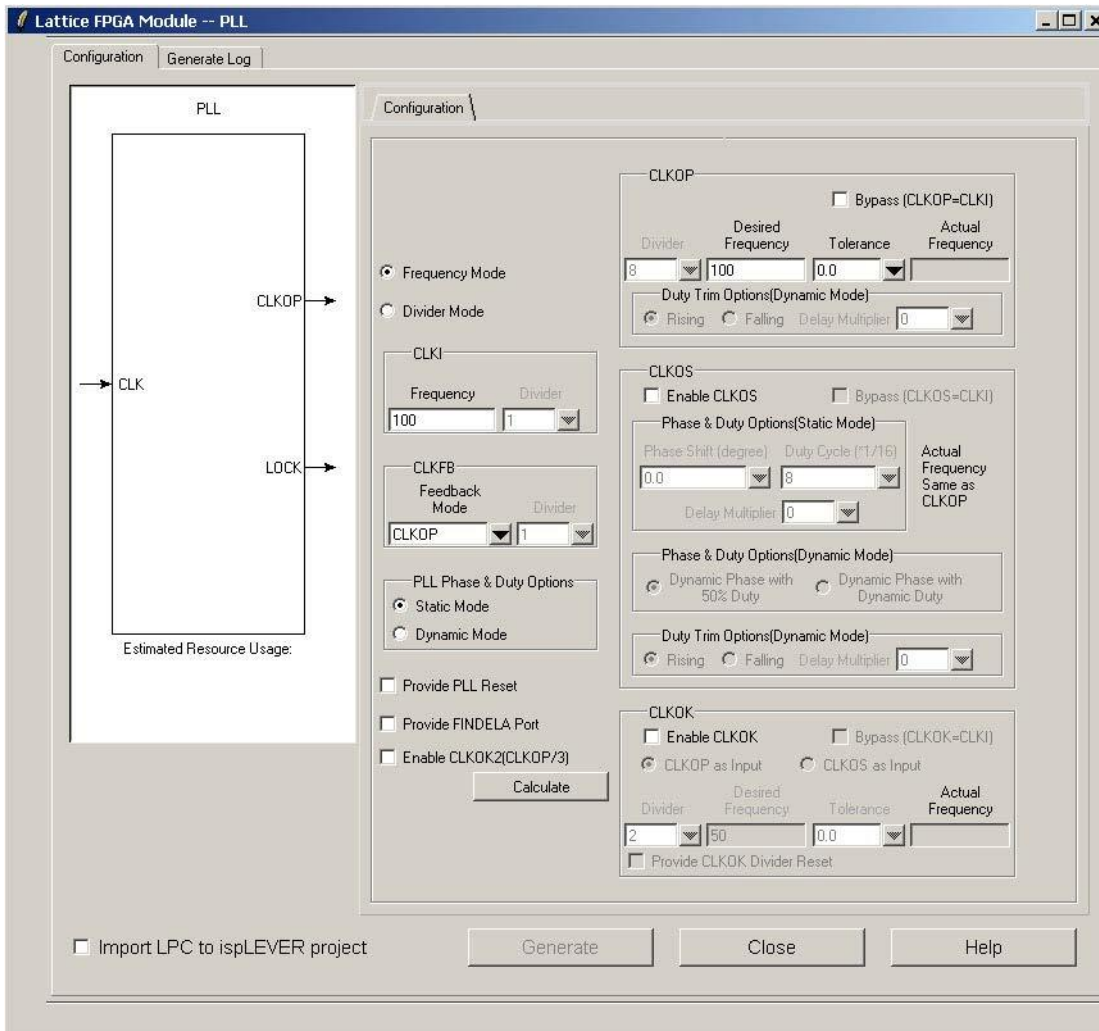 Lattice FPGA Module -- PLL
Configuration
Generate Log
PLL
CLKOP
CLK
LOCK
Estimated Resource Usage:
Configuration
Frequency Mode
Divider Mode
CLKI
Frequency
Divider
100
1
CLKFB
Feedback
Mode
Divider
CLKOP
1
PLL Phase & Duty Options
Static Mode
Dynamic Mode
Provide PLL Reset
Provide FINDELA Port
Enable CLKOK2(CLKOP/3)
Calculate
CLKOP
Bypass (CLKOP=CLKI)
Divider
Desired
Frequency
Tolerance
Actual
Frequency
8
100
0.0
Duty Trim Options(Dynamic Mode)
Rising
Falling
Delay Multiplier
0
CLKOS
Enable CLKOS
Bypass (CLKOS=CLKI)
Phase & Duty Options(Static Mode)
Phase Shift (degree)
Duty Cycle (*1/16)
0.0
8
Delay Multiplier
0
Actual
Frequency
Same as
CLKOP
Phase & Duty Options(Dynamic Mode)
Dynamic Phase with
50% Duty
Dynamic Phase with
Dynamic Duty
Duty Trim Options(Dynamic Mode)
Rising
Falling
Delay Multiplier
0
CLKOK
Enable CLKOK
Bypass (CLKOK=CLKI)
CLKOP as Input
CLKOS as Input
Divider
Desired
Frequency
Tolerance
Actual
Frequency
2
50
0.0
Provide CLKOK Divider Reset
Import LPC to ispLEVER project
Generate
Close
Help